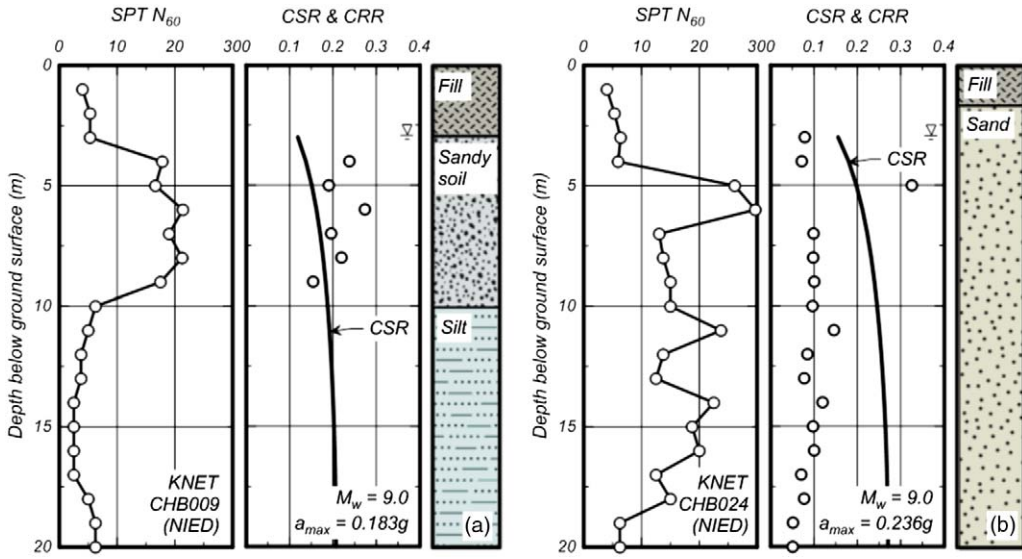 SPT N60
CSR & CRR
0 10 20 300 0.1 0.2 0.3 0.4
Depth below ground surface (m)
0
5
10
15
20
Fill
Sandy
soil
CSR
Silt
KNET
CHB009
(NIED)
Mw = 9.0
amax = 0.183g
(a)
SPT N60
CSR & CRR
0 10 20 300 0.1 0.2 0.3 0.4
Depth below ground surface (m)
0
5
10
15
20
Fill
Sand
CSR
KNET
CHB024
(NIED)
Mw = 9.0
amax = 0.236g
(b)